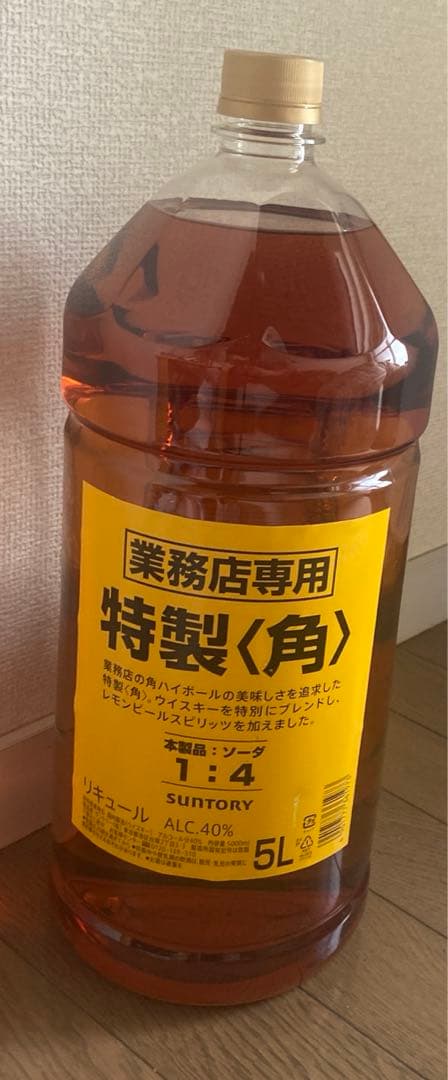 業務店専用
特製〈角〉
業務店の角ハイボールの美味しさを追求した
特製〈角〉。ウイスキーを特別にブレンドし、
レモンピールスピリッツを加えました。
本製品：ソーダ
1：4
SUNTORY
リキュール ALC.40%
5L